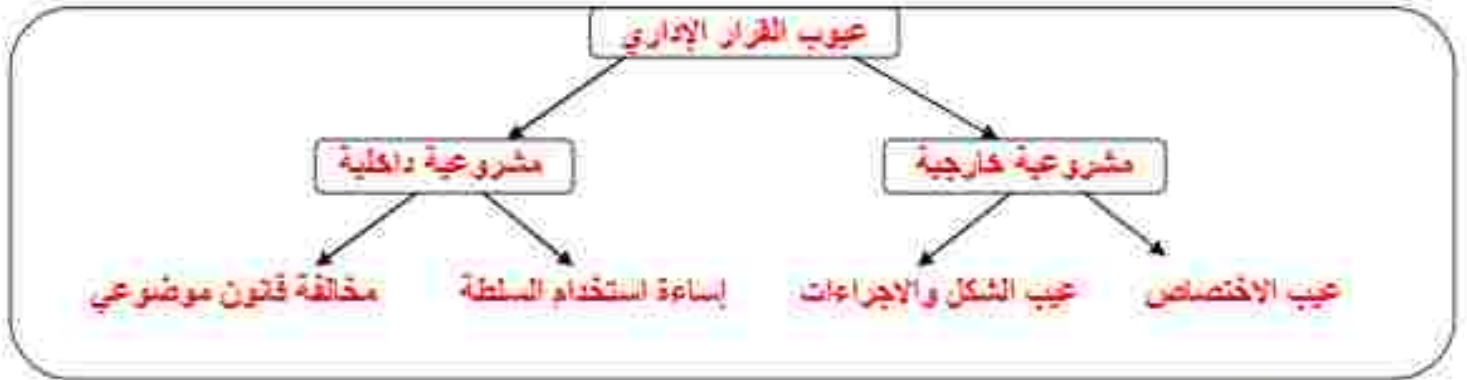 عيوب القرار الإداري
مشروعية خارجية
مشروعية داخلية
عيب الاختصاص
عيب الشكل والاجراءات
إساءة استخدام السلطة
مخالفة قانون موضوعي